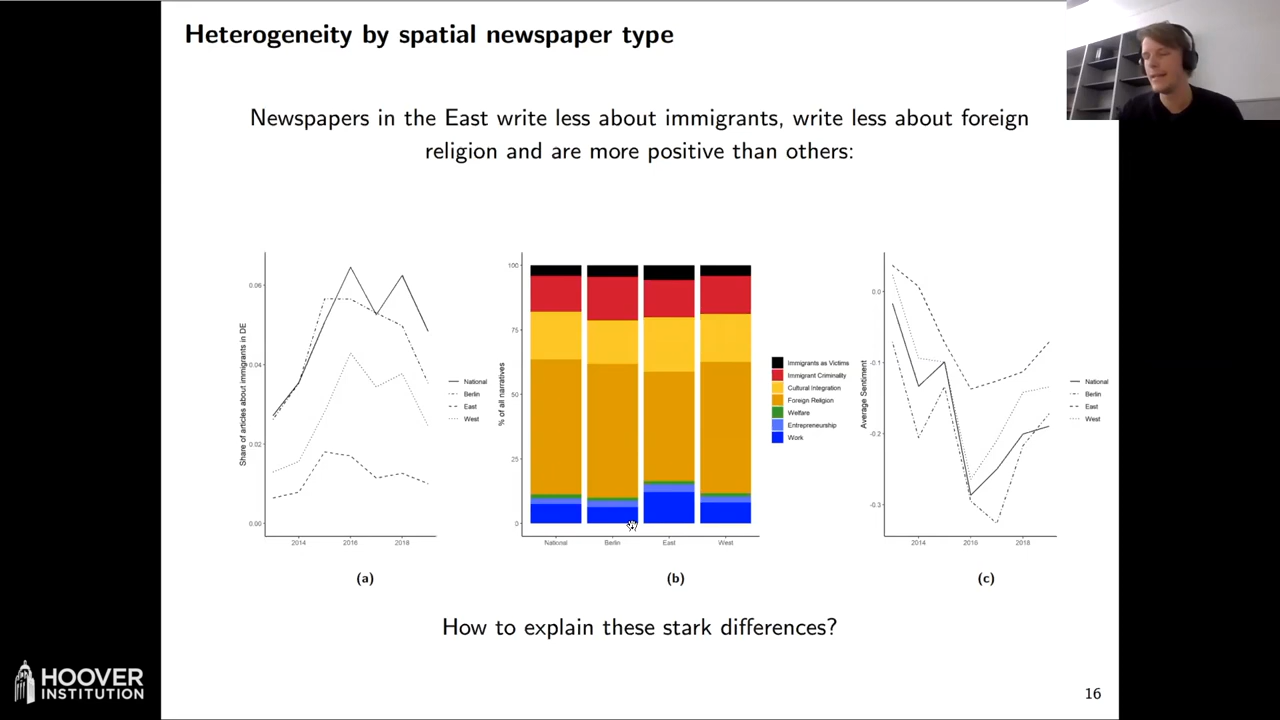 Heterogeneity by spatial newspaper type
Newspapers in the East write less about immigrants, write less about foreign
religion and are more positive than others:
Share of articles about immigrants in DE
0.06
0.04
0.02
0.00
2014
2016
2018
National
Berlin
East
West
(a)
% of all narratives
100
75
50
25
0
National
Berlin
East
West
Immigrants as Victims
Immigrant Criminality
Cultural Integration
Foreign Religion
Welfare
Entrepreneurship
Work
(b)
Average Sentiment
0.0
-0.1
-0.2
-0.3
2014
2016
2018
National
Berlin
East
West
(c)
How to explain these stark differences?
HOOVER
INSTITUTION
16